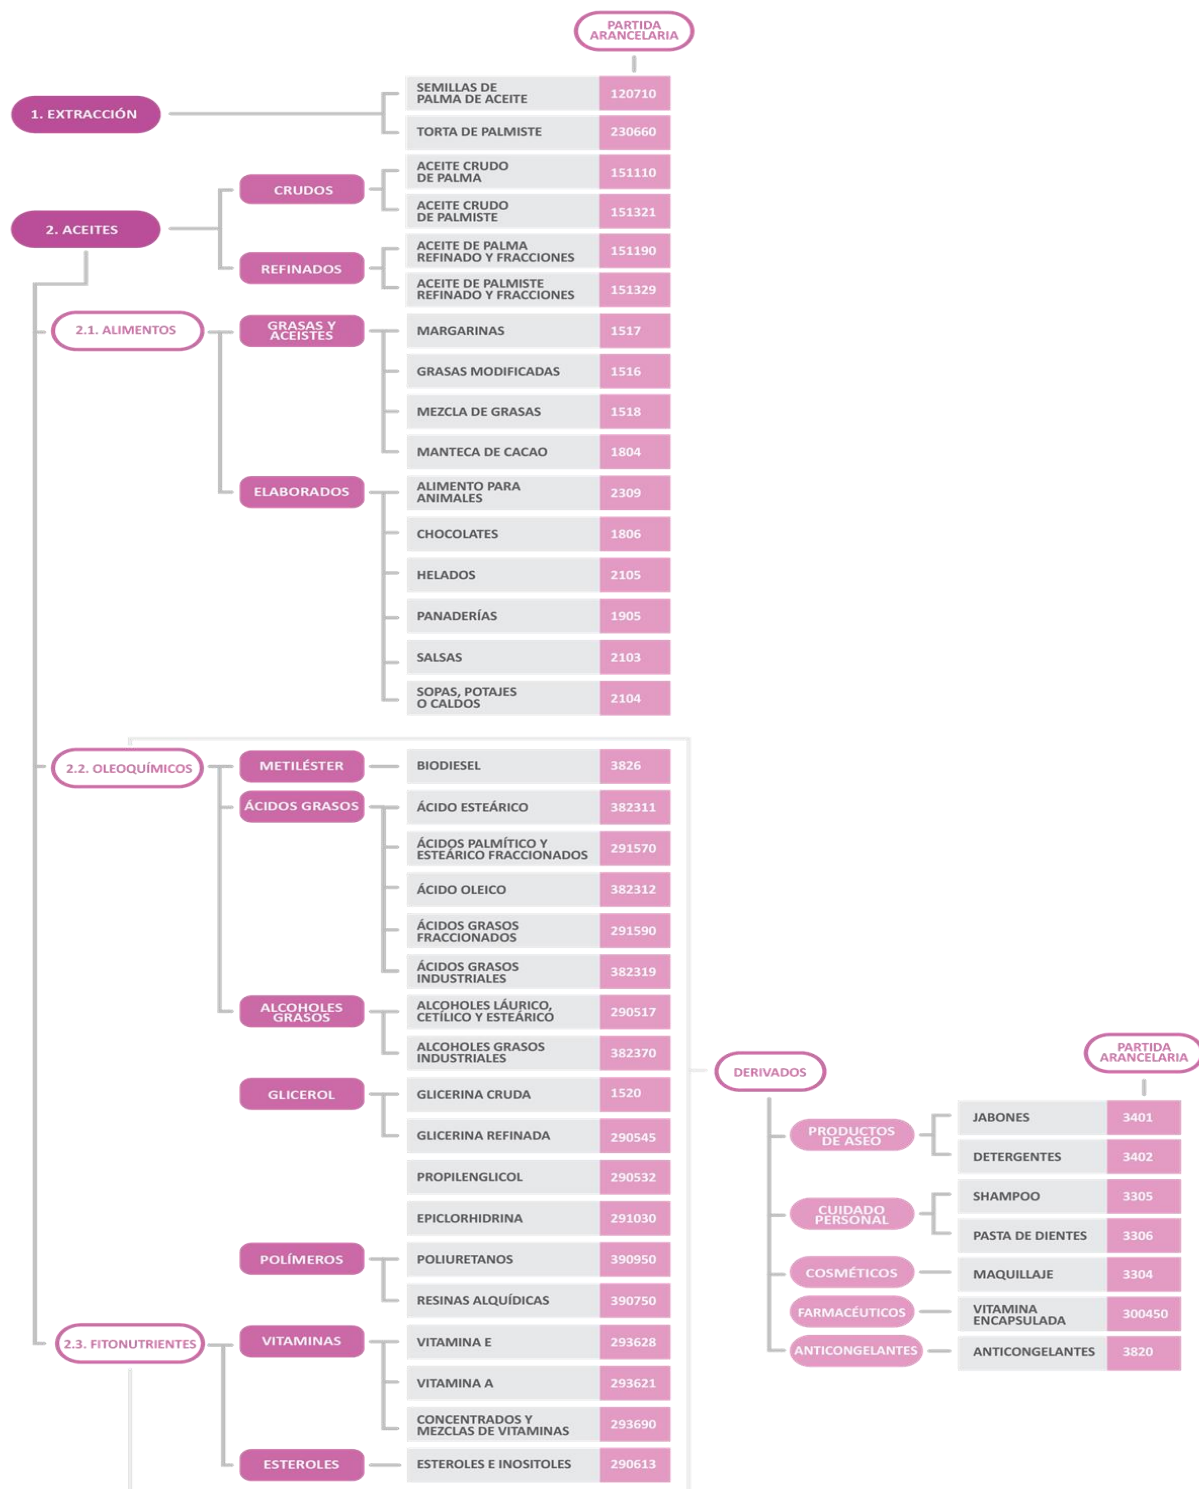 PARTIDA
ARANCELARIA
1. EXTRACCIÓN
SEMILLAS DE
PALMA DE ACEITE
120710
TORTA DE PALMISTE
230660
2. ACEITES
CRUDOS
ACEITE CRUDO
DE PALMA
151110
ACEITE CRUDO
DE PALMISTE
151321
REFINADOS
ACEITE DE PALMA
REFINADO Y FRACCIONES
151190
ACEITE DE PALMISTE
REFINADO Y FRACCIONES
151329
2.1. ALIMENTOS
GRASAS Y
ACEISTES
MARGARINAS
1517
GRASAS MODIFICADAS
1516
MEZCLA DE GRASAS
1518
MANTECA DE CACAO
1804
ELABORADOS
ALIMENTO PARA
ANIMALES
2309
CHOCOLATES
1806
HELADOS
2105
PANADERÍAS
1905
SALSAS
2103
SOPAS, POTAJES
O CALDOS
2104
2.2. OLEOQUÍMICOS
METILÉSTER
BIODIESEL
3826
ÁCIDOS GRASOS
ÁCIDO ESTEÁRICO
382311
ÁCIDOS PALMÍTICO Y
ESTEÁRICO FRACCIONADOS
291570
ÁCIDO OLEICO
382312
ÁCIDOS GRASOS
FRACCIONADOS
291590
ÁCIDOS GRASOS
INDUSTRIALES
382319
ALCOHOLES
GRASOS
ALCOHOLES LÁURICO,
CETÍLICO Y ESTEÁRICO
290517
ALCOHOLES GRASOS
INDUSTRIALES
382370
GLICEROL
GLICERINA CRUDA
1520
GLICERINA REFINADA
290545
PROPILENGLICOL
290532
EPICLORHIDRINA
291030
POLÍMEROS
POLIURETANOS
390950
RESINAS ALQUÍDICAS
390750
2.3. FITONUTRIENTES
VITAMINAS
VITAMINA E
293628
VITAMINA A
293621
CONCENTRADOS Y
MEZCLAS DE VITAMINAS
293690
ESTEROLES
ESTEROLES E INOSITOLES
290613
DERIVADOS
PARTIDA
ARANCELARIA
PRODUCTOS
DE ASEO
JABONES
3401
DETERGENTES
3402
CUIDADO
PERSONAL
SHAMPOO
3305
PASTA DE DIENTES
3306
COSMÉTICOS
MAQUILLAJE
3304
FARMACÉUTICOS
VITAMINA
ENCAPSULADA
300450
ANTICONGELANTES
ANTICONGELANTES
3820